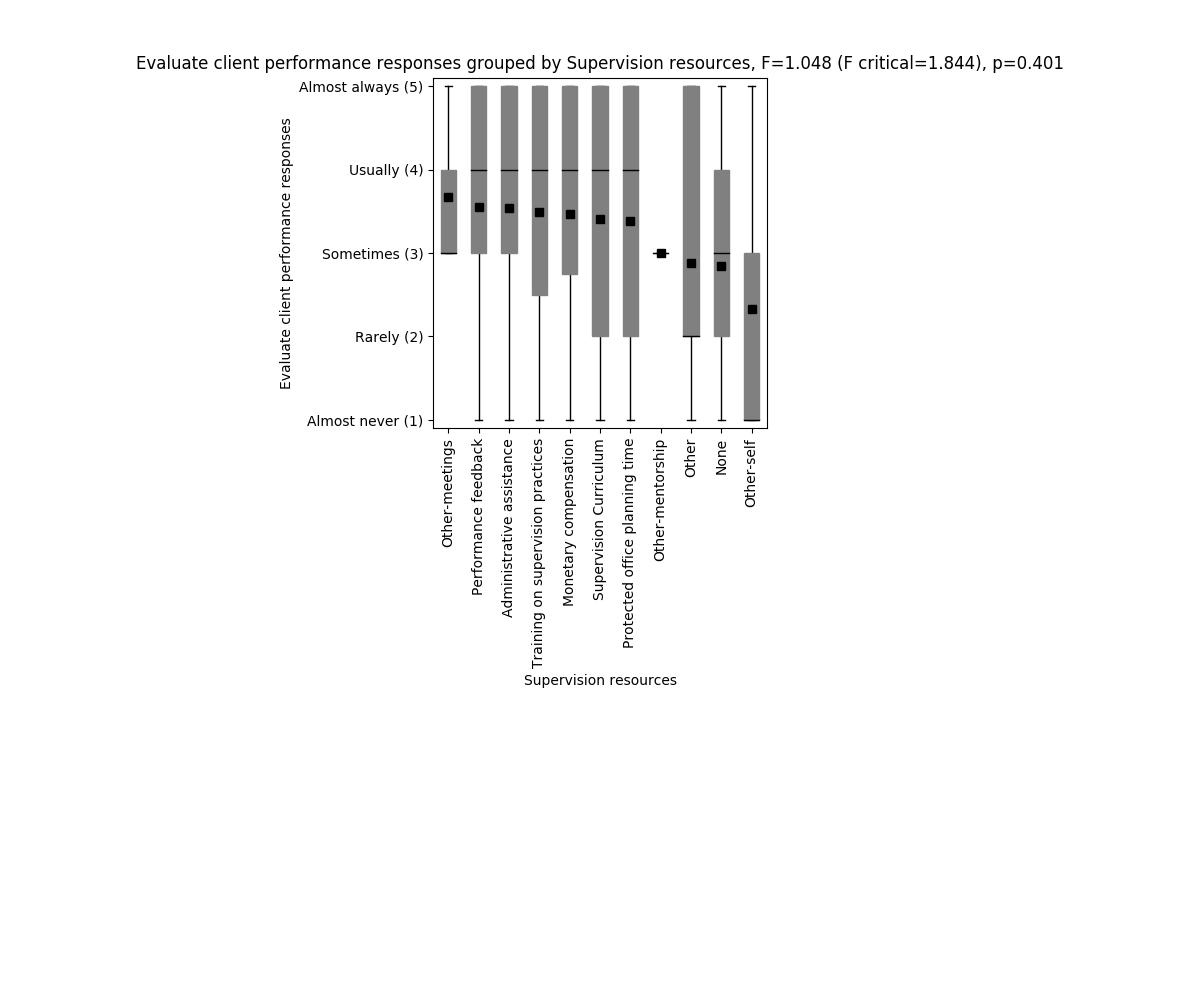 Evaluate client performance responses grouped by Supervision resources, F=1.048 (F critical=1.844), p=0.401
Evaluate client performance responses
Almost always (5)
Usually (4)
Sometimes (3)
Rarely (2)
Almost never (1)
Other-meetings
Performance feedback
Administrative assistance
Training on supervision practices
Monetary compensation
Supervision Curriculum
Protected office planning time
Other-mentorship
Other
None
Other-self
Supervision resources